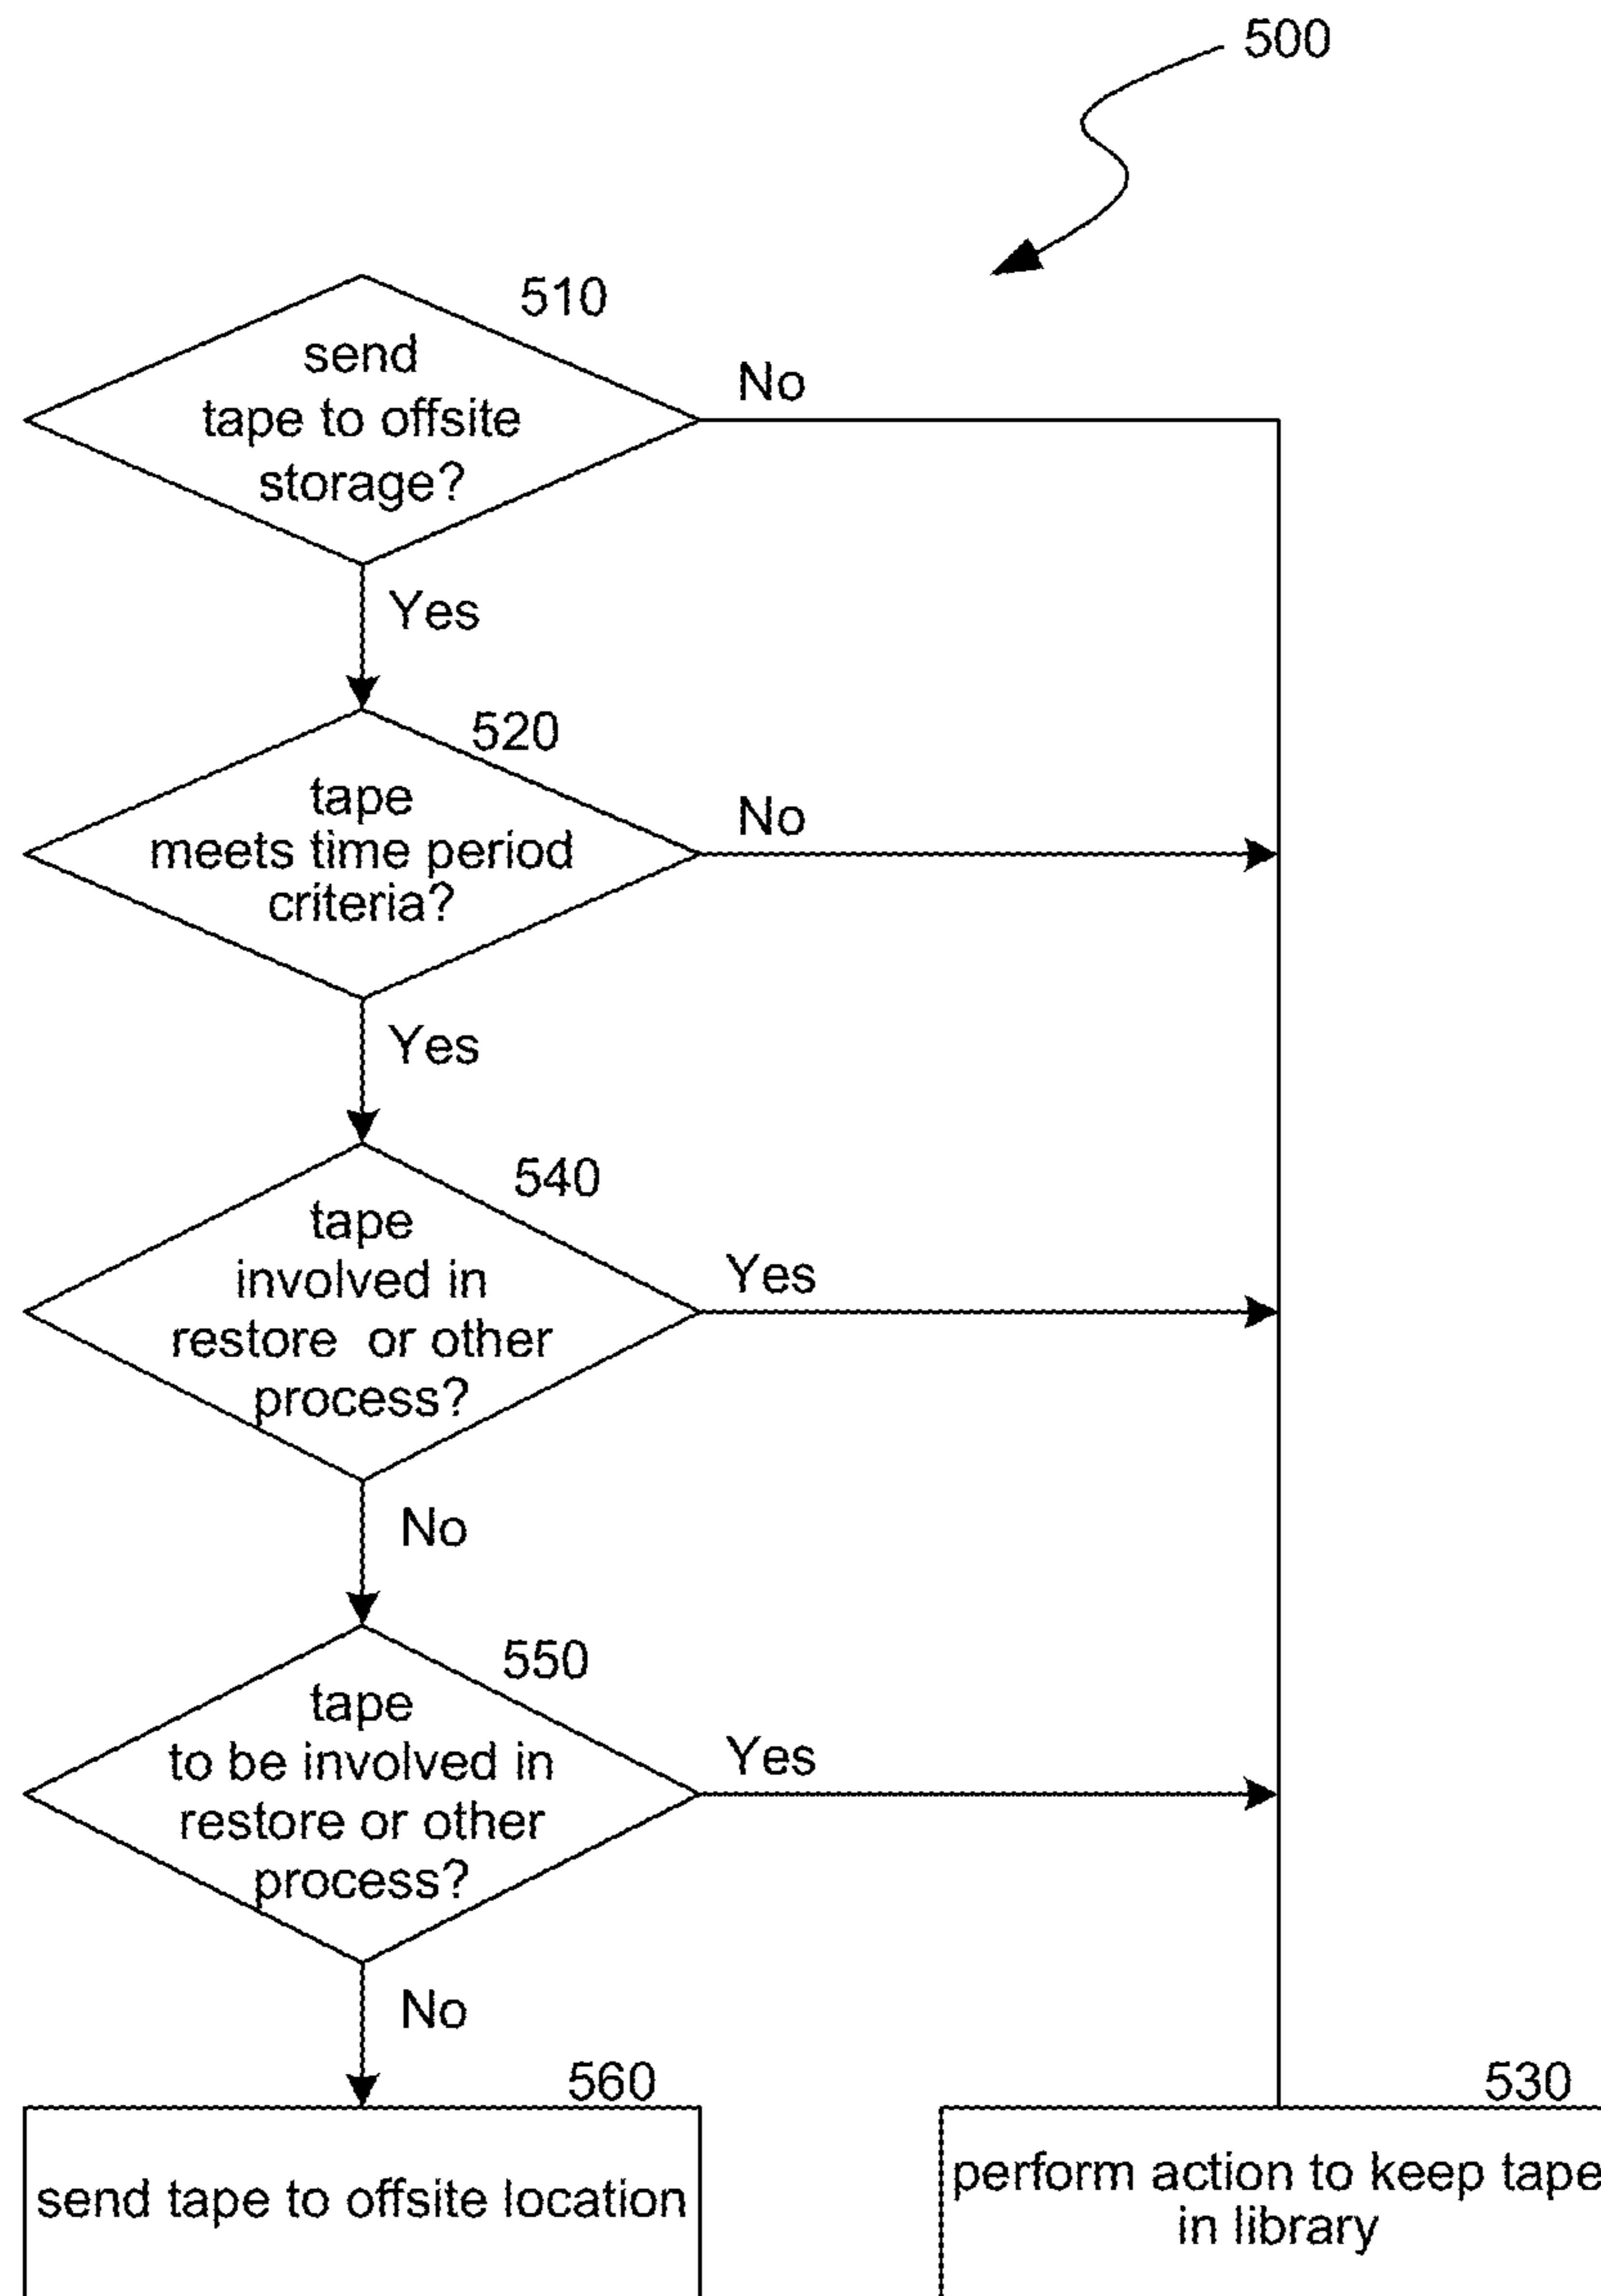 500
510
send
tape to offsite
storage?
No
Yes
520
tape
meets time period
criteria?
No
Yes
540
tape
involved in
restore or other
process?
Yes
No
550
tape
to be involved in
restore or other
process?
Yes
No
560
send tape to offsite location
530
perform action to keep tape
in library